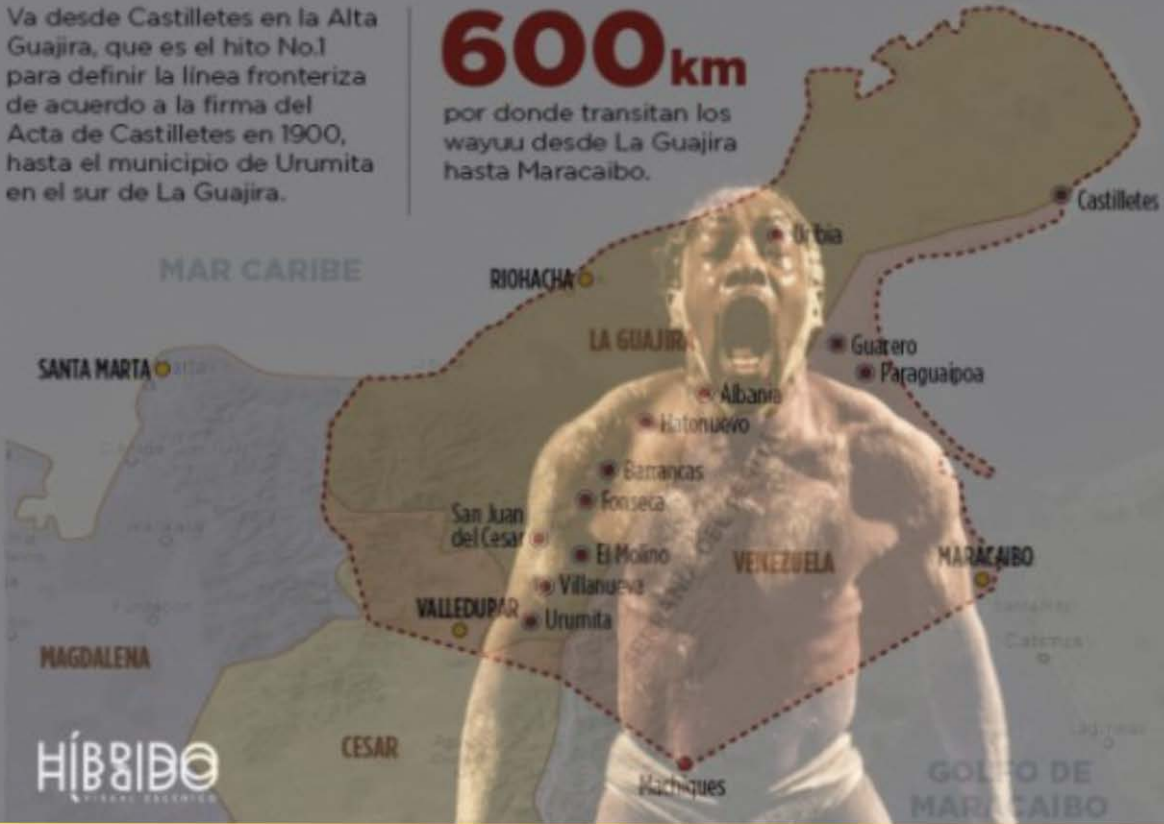 Va desde Castilletes en la Alta
Guajira, que es el hito No.1
para definir la línea fronteriza
de acuerdo a la firma del
Acta de Castilletes en 1900,
hasta el municipio de Urumita
en el sur de La Guajira.
600 km
por donde transitan los
wayuu desde La Guajira
hasta Maracaibo.
Castilletes
Uribia
MAR CARIBE
RIOHACHA
LA GUAJIRA
Guarero
SANTA MARTA
Paraguaipoa
Albania
Hatonuevo
Barrancas
Fonseca
San Juan
del Cesar
El Molino
VENEZUELA
MARACAIBO
Villanueva
VALLEDUPAR
Urumita
MAGDALENA
CESAR
HÍBRIDO
Machiques
GOLFO DE
MARACAIBO